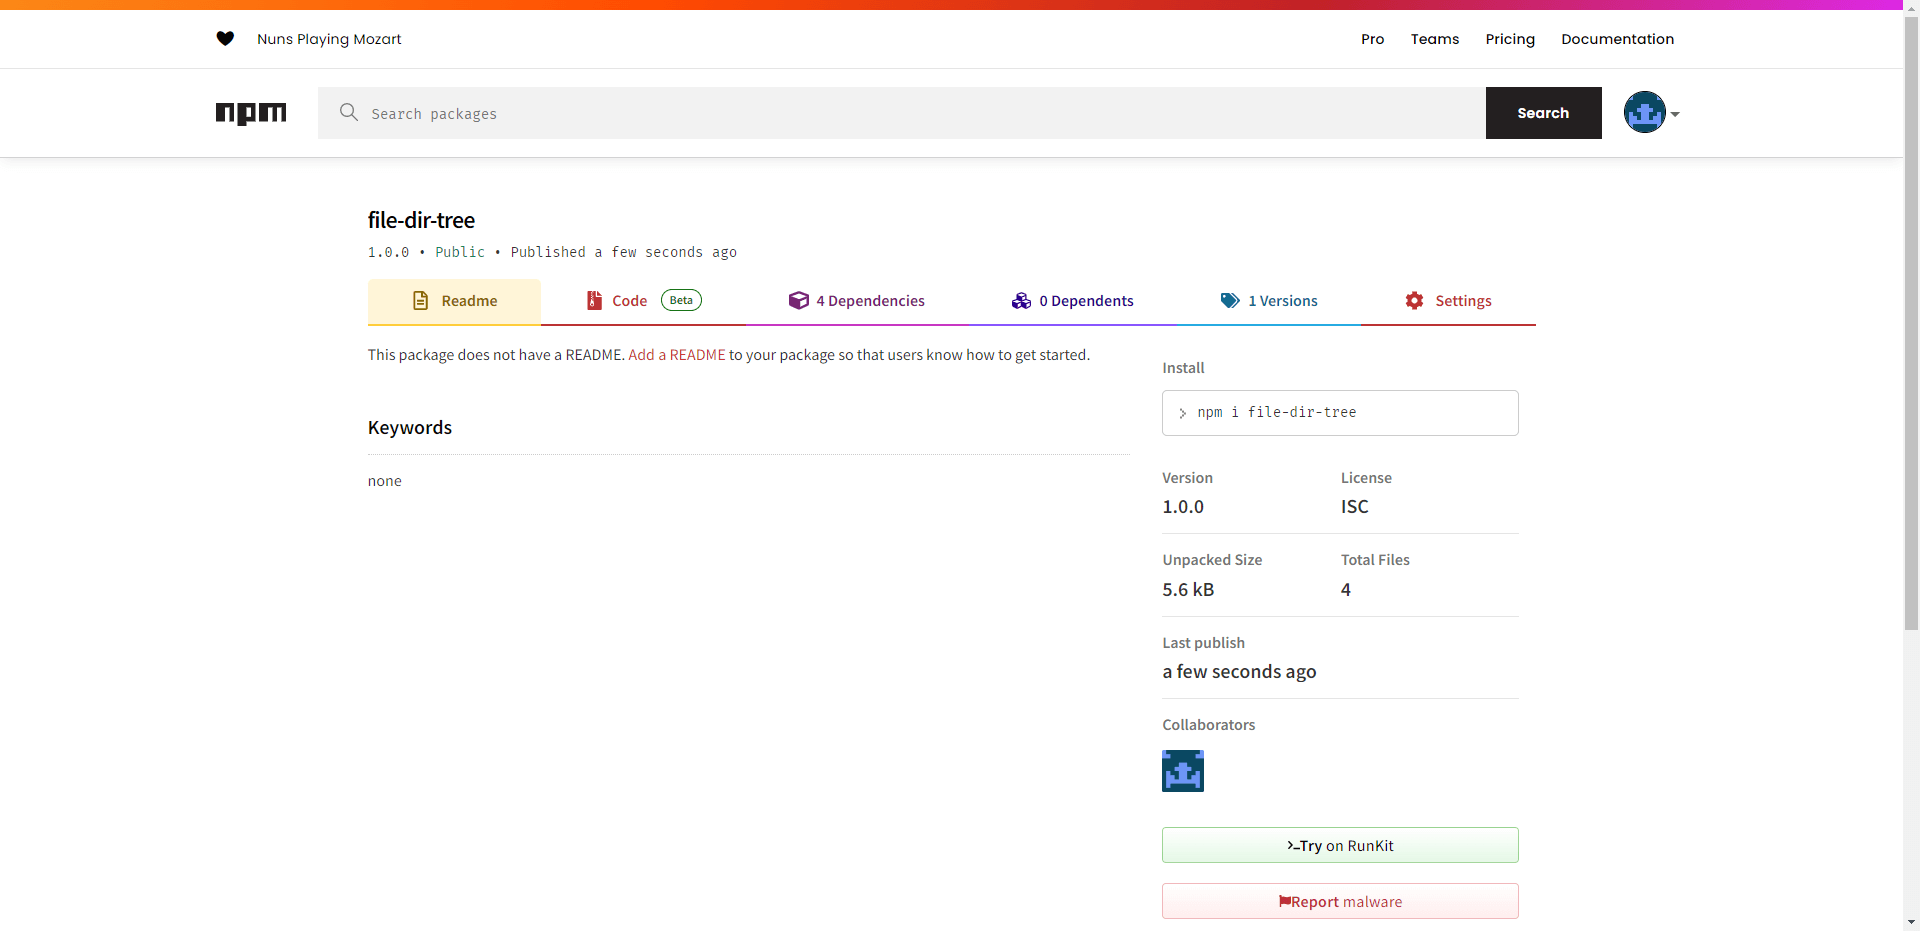 Nuns Playing Mozart
Pro Teams Pricing Documentation
npm
Search packages
Search
file-dir-tree
1.0.0 • Public • Published a few seconds ago
Readme
Code Beta
4 Dependencies
0 Dependents
1 Versions
Settings
This package does not have a README. Add a README to your package so that users know how to get started.
Keywords
none
Install
npm i file-dir-tree
Version
1.0.0
License
ISC
Unpacked Size
5.6 kB
Total Files
4
Last publish
a few seconds ago
Collaborators
>_Try on RunKit
Report malware